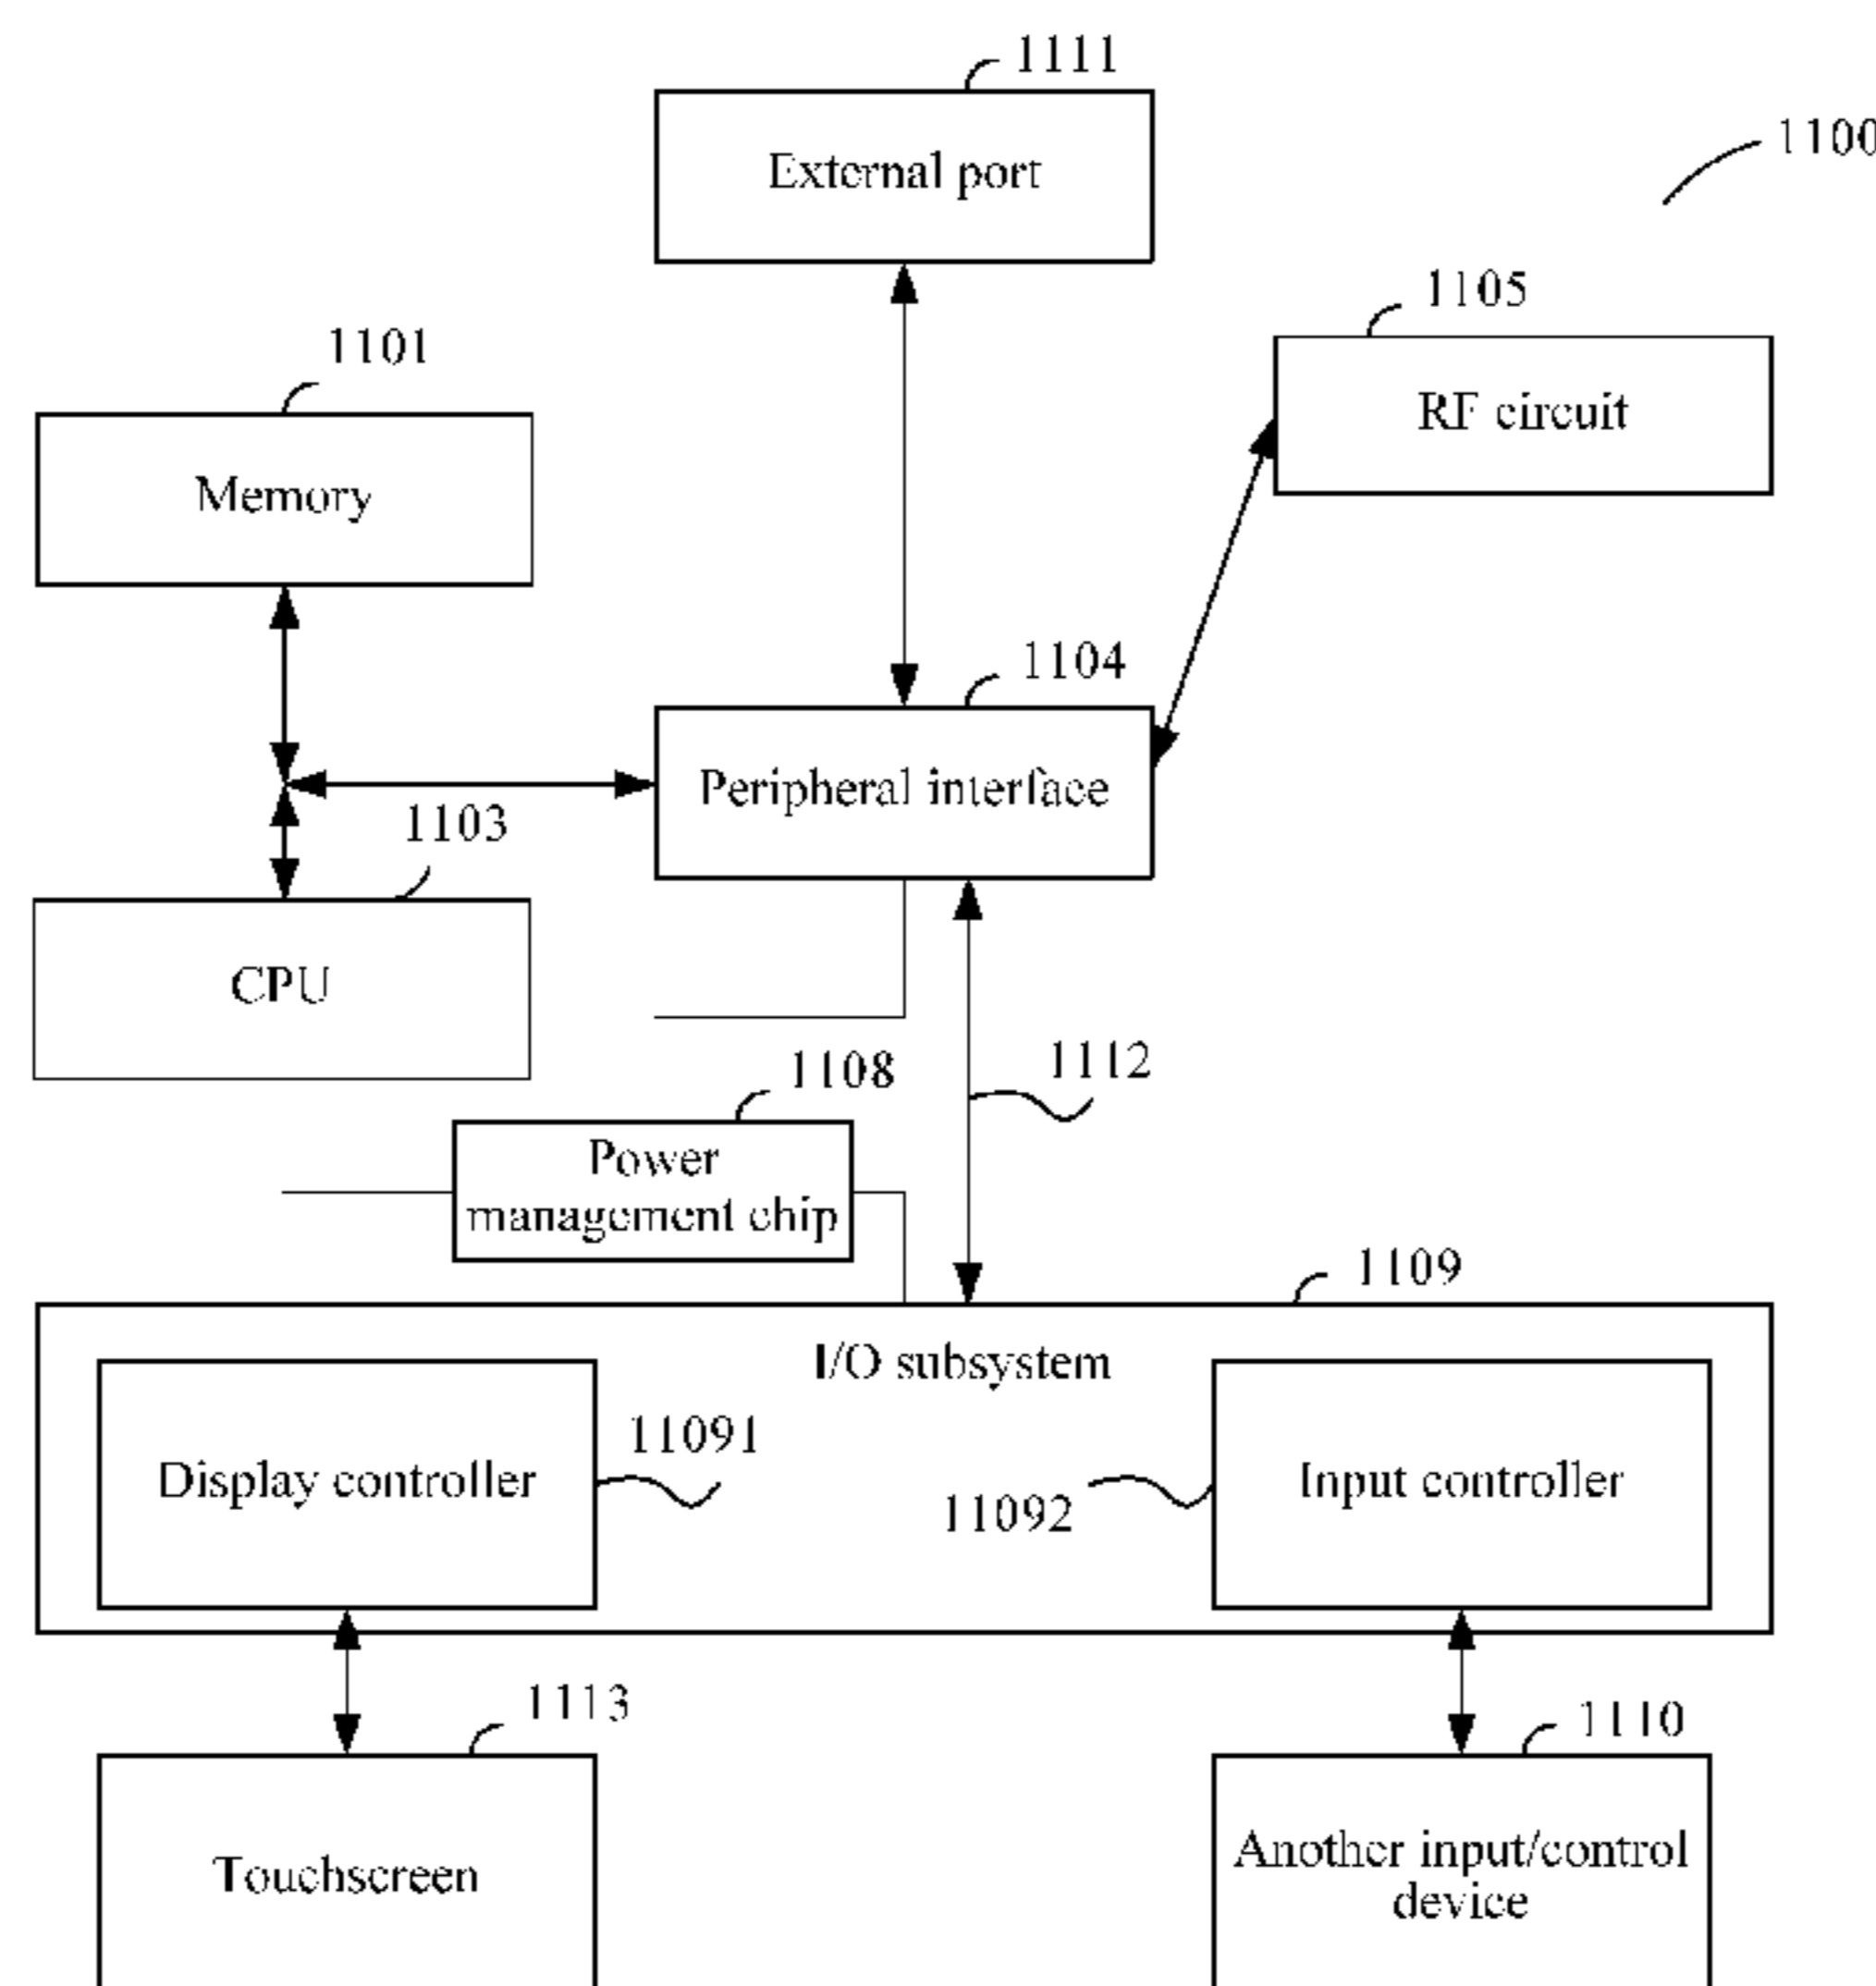 1111
External port
1100
1105
RF circuit
1101
Memory
1104
Peripheral interface
1103
CPU
1112
1108
Power
management chip
1109
I/O subsystem
11091
Display controller
11092
Input controller
1113
Touchscreen
1110
Another input/control
device